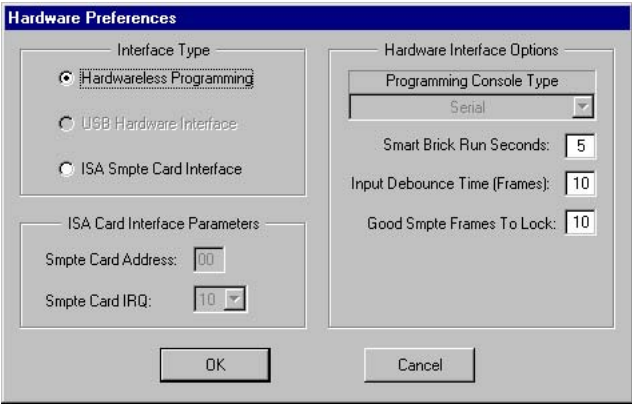 Hardware Preferences
Interface Type
Hardwareless Programming
USB Hardware Interface
ISA Smpte Card Interface
ISA Card Interface Parameters
Smpte Card Address: 00
Smpte Card IRQ: 10
Hardware Interface Options
Programming Console Type
Serial
Smart Brick Run Seconds: 5
Input Debounce Time (Frames): 10
Good Smpte Frames To Lock: 10
OK
Cancel